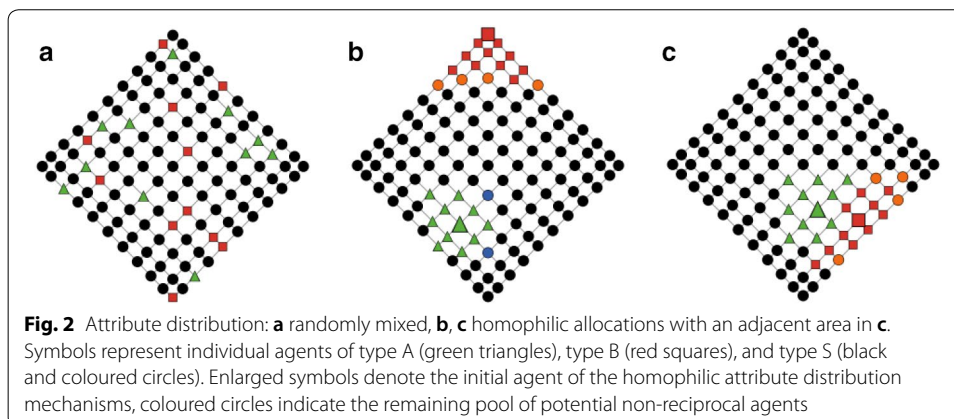 a
b
c
Fig. 2 Attribute distribution: a randomly mixed, b, c homophilic allocations with an adjacent area in c.
Symbols represent individual agents of type A (green triangles), type B (red squares), and type S (black
and coloured circles). Enlarged symbols denote the initial agent of the homophilic attribute distribution
mechanisms, coloured circles indicate the remaining pool of potential non-reciprocal agents